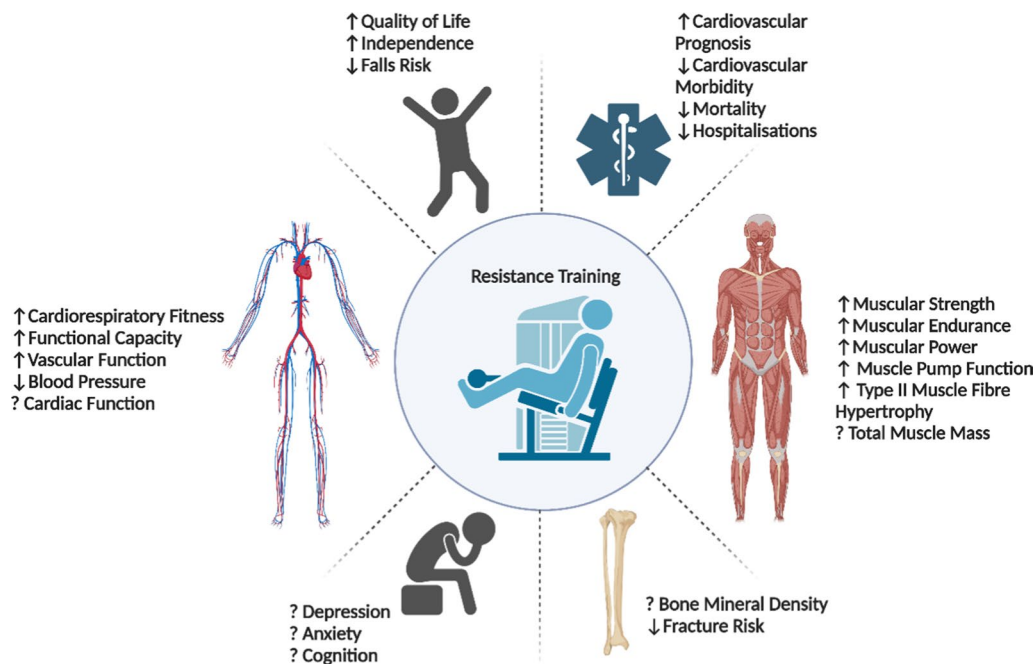 ↑ Quality of Life
↑ Independence
↓ Falls Risk
↑ Cardiovascular
Prognosis
↓ Cardiovascular
Morbidity
↓ Mortality
↓ Hospitalisations
Resistance Training
↑ Cardiorespiratory Fitness
↑ Functional Capacity
↑ Vascular Function
↓ Blood Pressure
? Cardiac Function
↑ Muscular Strength
↑ Muscular Endurance
↑ Muscular Power
↑ Muscle Pump Function
↑ Type II Muscle Fibre
Hypertrophy
? Total Muscle Mass
? Depression
? Anxiety
? Cognition
? Bone Mineral Density
↓ Fracture Risk